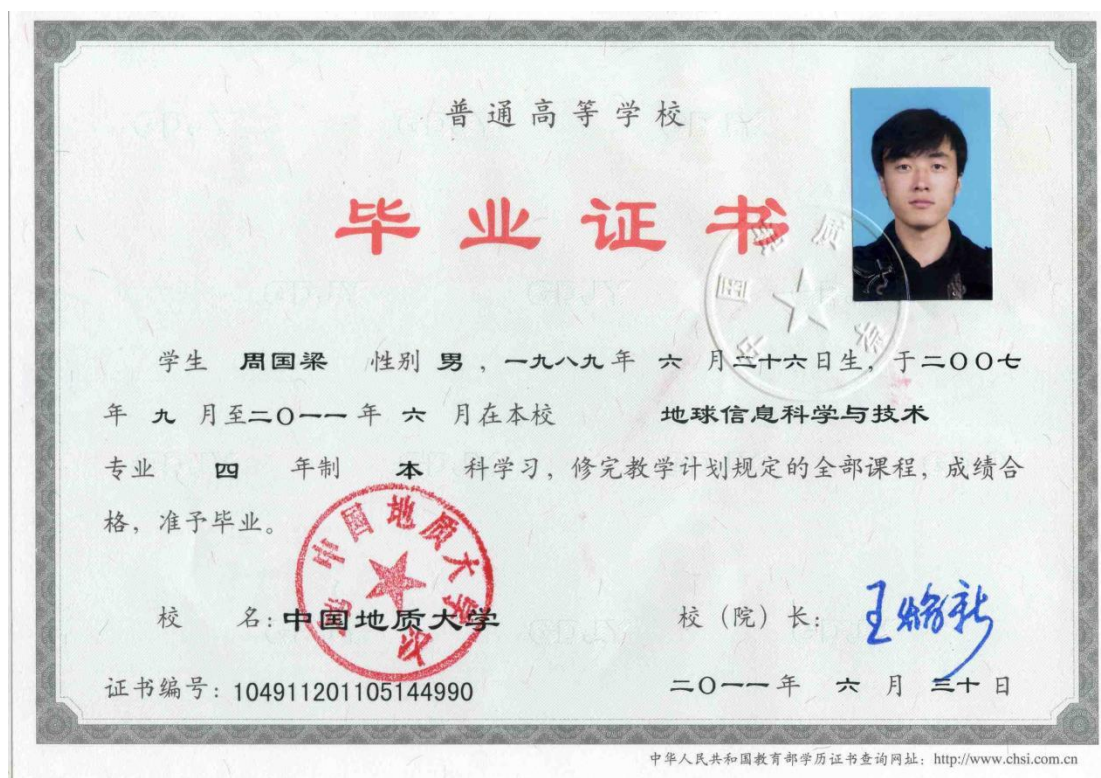 普通高等学校
毕业证书
学生 周国梁 性别 男 ，一九八九年 六 月二十六日生，于二〇〇七
年 九 月至二〇一一年 六 月在本校 地球信息科学与技术
专业 四 年制 本 科学习，修完教学计划规定的全部课程，成绩合
格，准予毕业。
校 名：中国地质大学 校（院）长：
证书编号：104911201105144990 二〇一一年 六 月 三十日
中华人民共和国教育部学历证书查询网址：http://www.chsi.com.cn